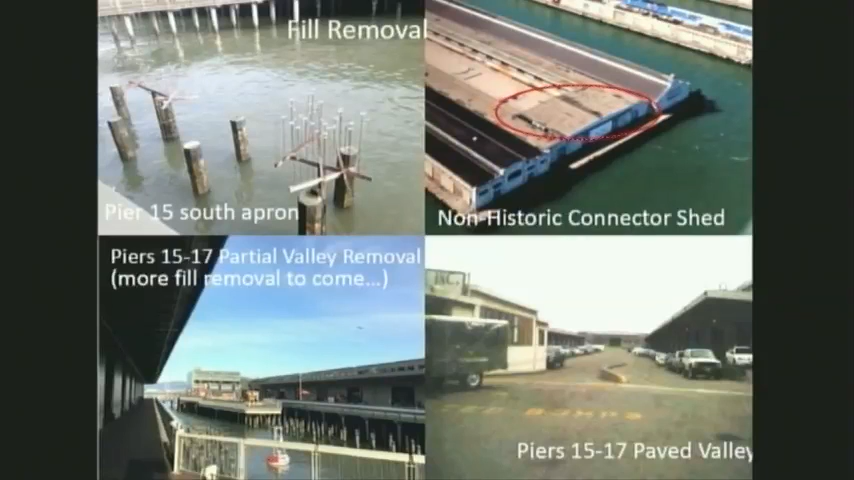 Fill Removal
Pier 15 south apron
Non-Historic Connector Shed
Piers 15-17 Partial Valley Removal
(more fill removal to come...)
Piers 15-17 Paved Valley